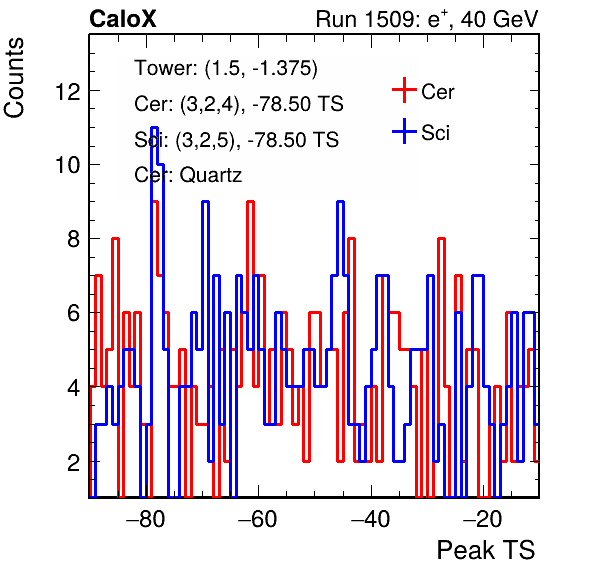 CaloX Run 1509: e⁺, 40 GeV
Counts
Tower: (1.5, -1.375)
Cer: (3,2,4), -78.50 TS
Sci: (3,2,5), -78.50 TS
Cer: Quartz
Cer
Sci
12
10
8
6
4
2
−80 −60 −40 −20
Peak TS